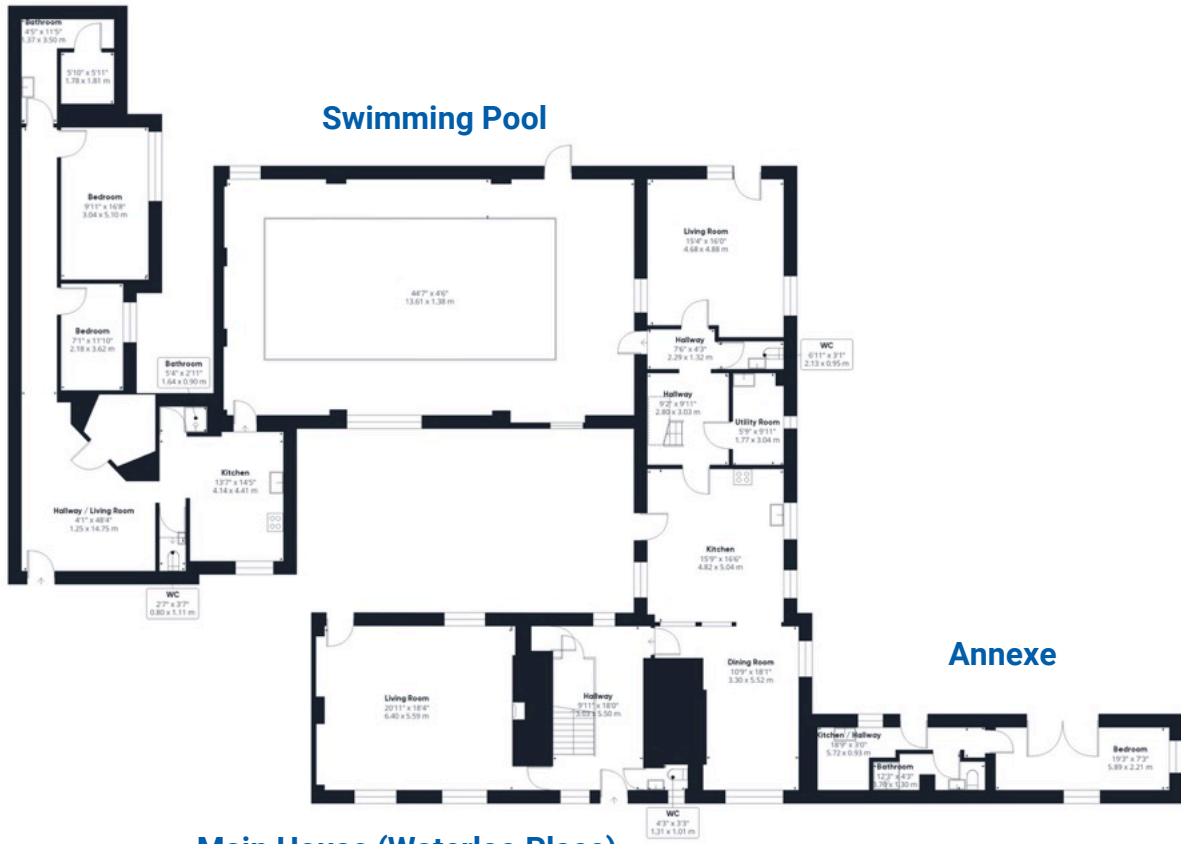 Bathroom
4'5" x 11'5"
1.37 x 3.50 m
5'10" x 5'11"
1.78 x 1.81 m
Swimming Pool
Bedroom
9'11" x 16'8"
3.04 x 5.10 m
Living Room
15'4" x 16'0"
4.68 x 4.88 m
44'7" x 4'6"
13.61 x 1.38 m
Bedroom
7'1" x 11'10"
2.18 x 3.62 m
Hallway
7'6" x 4'3"
2.29 x 1.32 m
WC
6'11" x 3'1"
2.13 x 0.95 m
Bathroom
5'4" x 2'11"
1.64 x 0.90 m
Hallway
9'2" x 9'11"
2.80 x 3.03 m
Utility Room
5'9" x 9'11"
1.77 x 3.04 m
Kitchen
13'7" x 14'5"
4.14 x 4.41 m
Hallway / Living Room
4'1" x 48'4"
1.25 x 14.75 m
Kitchen
15'9" x 16'6"
4.82 x 5.04 m
WC
2'7" x 3'7"
0.80 x 1.11 m
Annexe
Dining Room
10'9" x 18'1"
3.30 x 5.52 m
Living Room
20'11" x 18'4"
6.40 x 5.59 m
Hallway
9'11" x 18'0"
3.03 x 5.50 m
Kitchen / Hallway
18'9" x 3'0"
5.72 x 0.93 m
Bedroom
19'3" x 7'3"
5.89 x 2.21 m
Bathroom
12'3" x 4'3"
x 1.30 m
WC
4'3" x 3'3"
1.31 x 1.01 m
Main House (Waterloo Place)